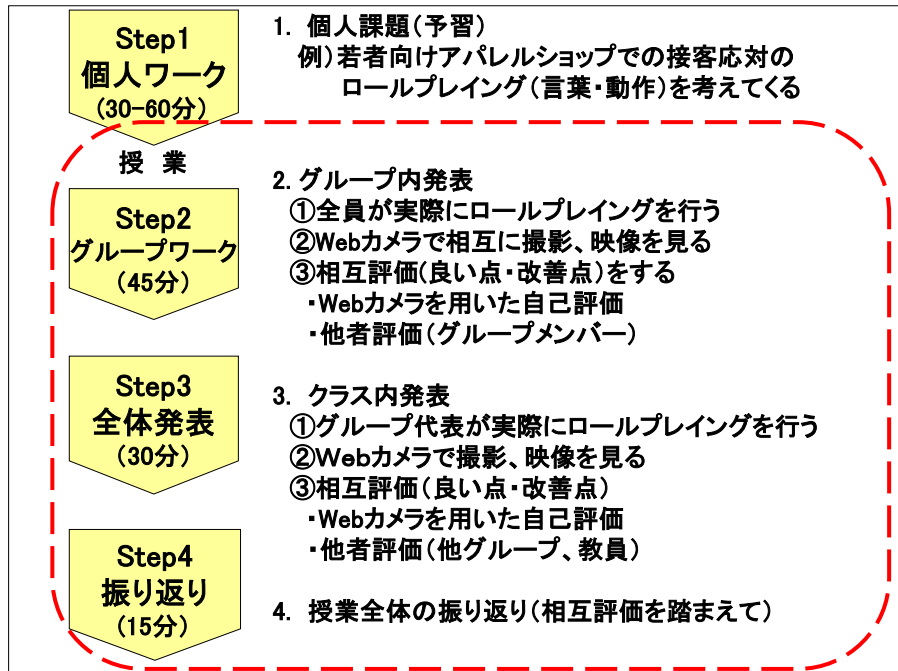 Step1
個人ワーク
(30-60分)
1. 個人課題(予習)
例)若者向けアパレルショップでの接客応対の
ロールプレイング(言葉・動作)を考えてくる
授 業
Step2
グループワーク
(45分)
2. グループ内発表
①全員が実際にロールプレイングを行う
②Webカメラで相互に撮影、映像を見る
③相互評価(良い点・改善点)をする
・Webカメラを用いた自己評価
・他者評価(グループメンバー)
Step3
全体発表
(30分)
3. クラス内発表
①グループ代表が実際にロールプレイングを行う
②Webカメラで撮影、映像を見る
③相互評価(良い点・改善点)
・Webカメラを用いた自己評価
・他者評価(他グループ、教員)
Step4
振り返り
(15分)
4. 授業全体の振り返り(相互評価を踏まえて)